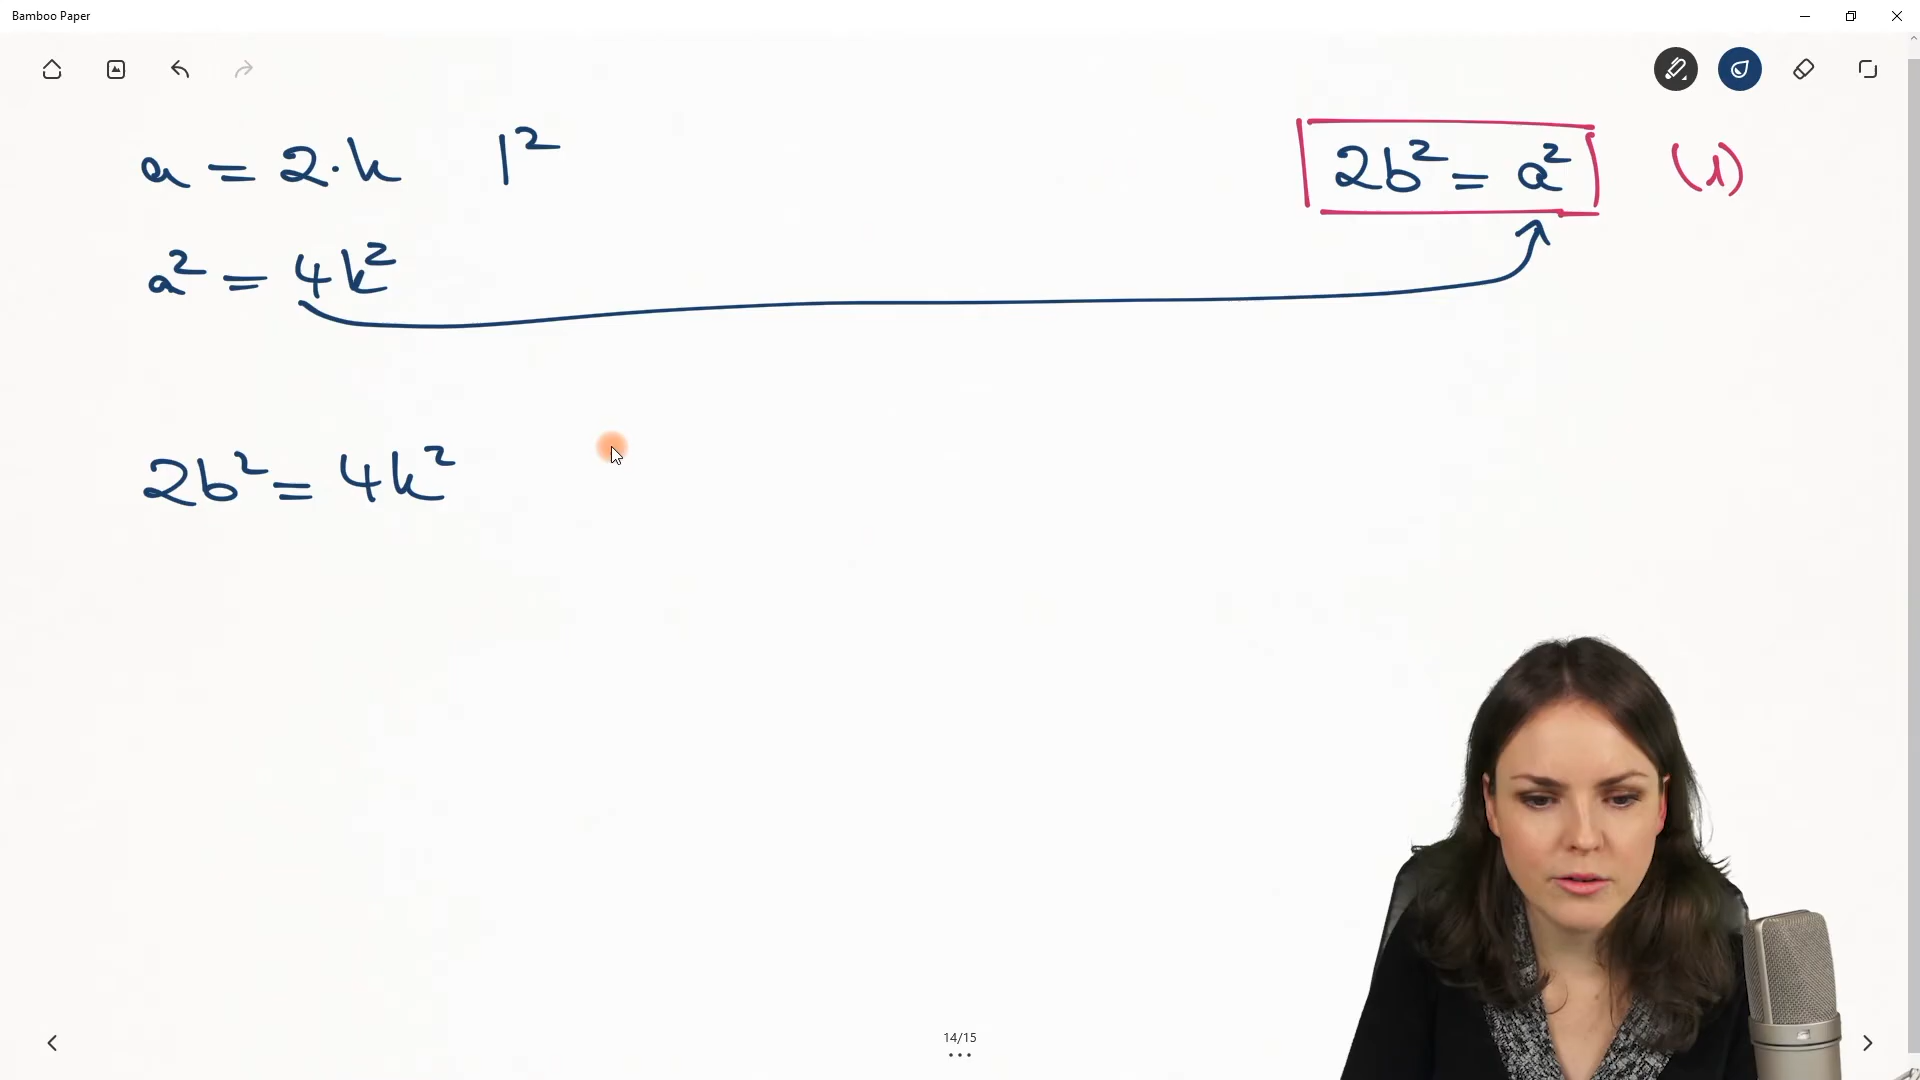 Bamboo Paper
a = 2·k |²
2b² = a² (1)
a² = 4k²
2b² = 4k²
14/15